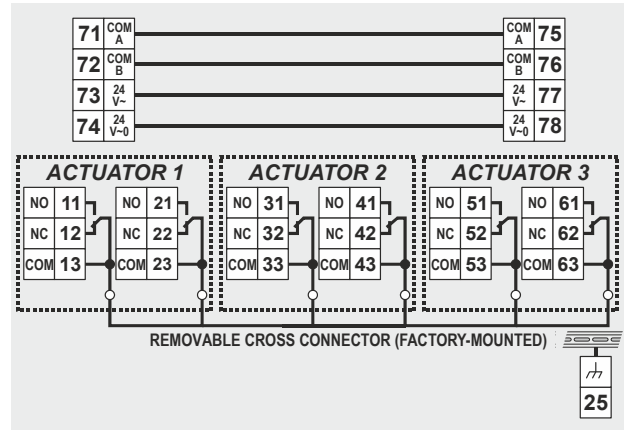 71 COM A COM A 75
72 COM B COM B 76
73 24 V~ 24 V~ 77
74 24 V~0 24 V~0 78
ACTUATOR 1 ACTUATOR 2 ACTUATOR 3
NO 11 NO 21 NO 31 NO 41 NO 51 NO 61
NC 12 NC 22 NC 32 NC 42 NC 52 NC 62
COM 13 COM 23 COM 33 COM 43 COM 53 COM 63
REMOVABLE CROSS CONNECTOR (FACTORY-MOUNTED)
25